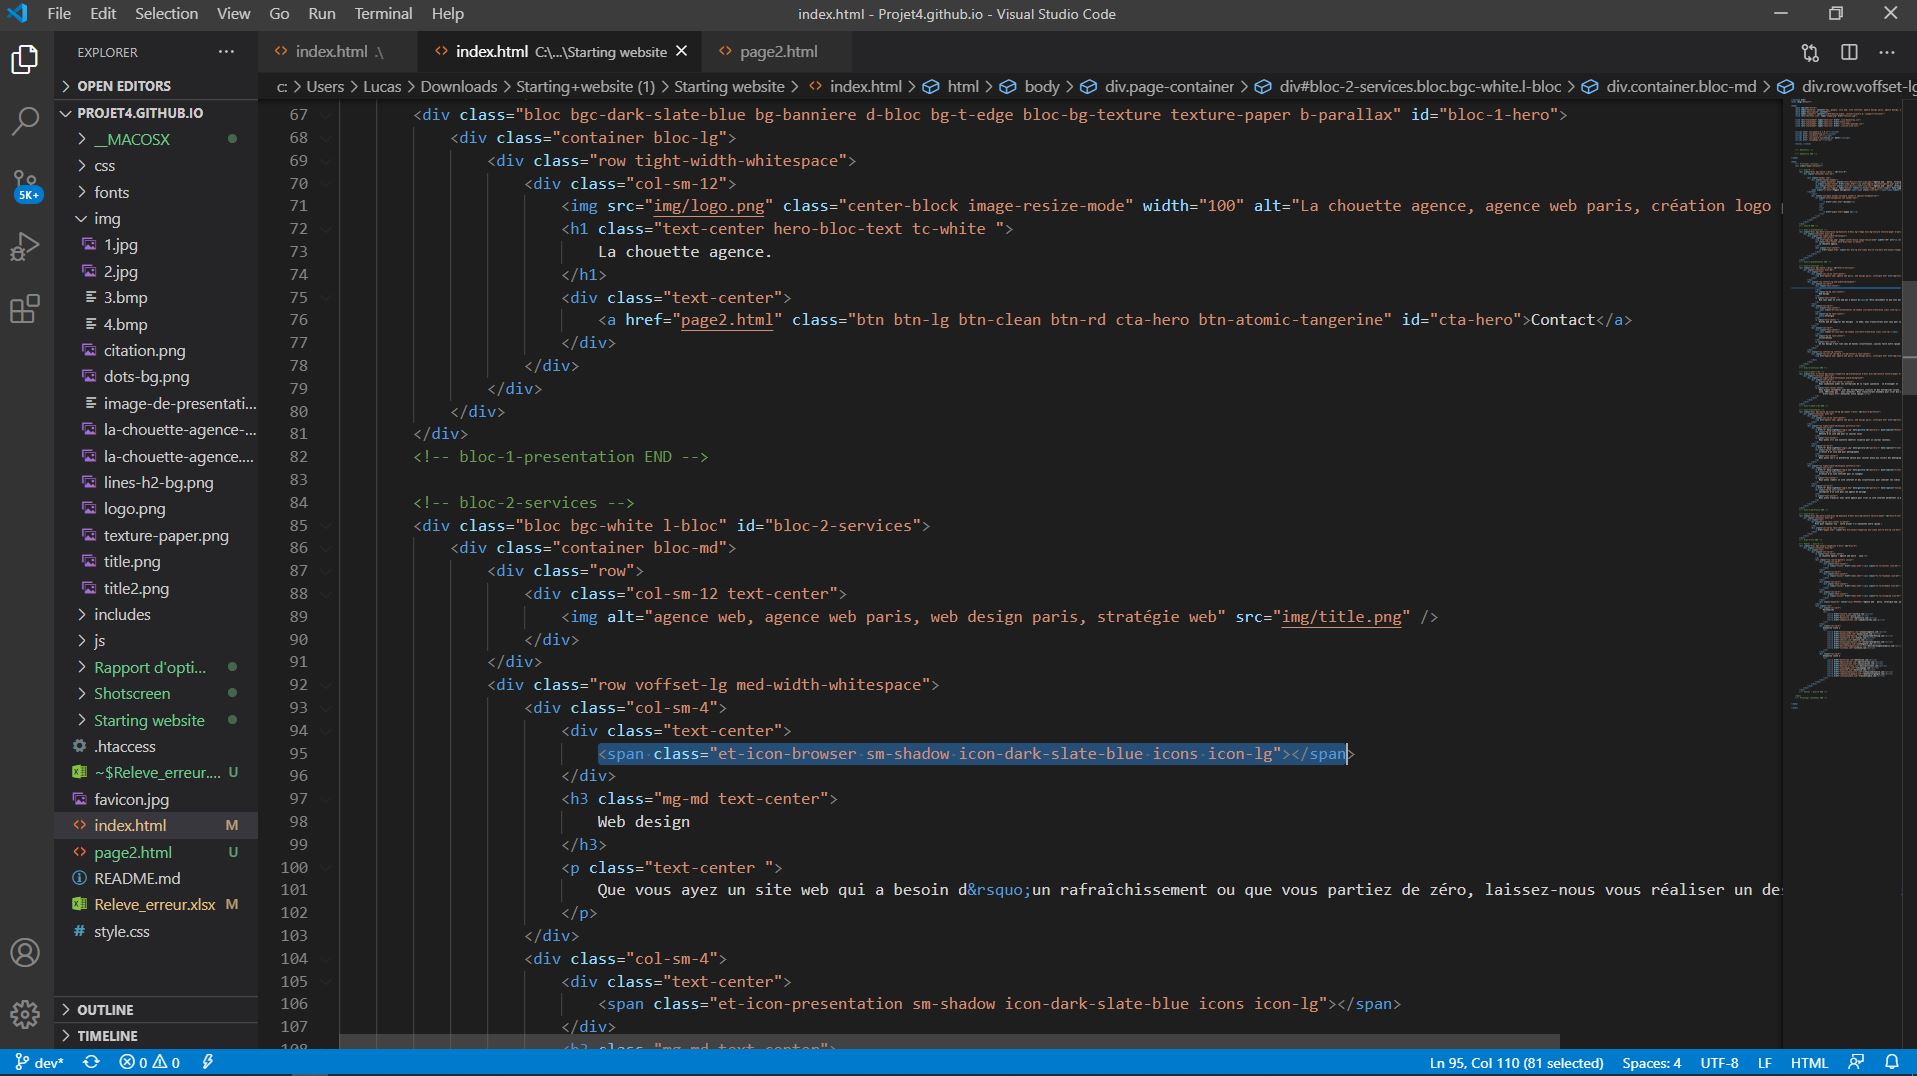 File Edit Selection View Go Run Terminal Help
index.html - Projet4.github.io - Visual Studio Code
EXPLORER
index.html .\
index.html C:\...\Starting website
page2.html
OPEN EDITORS
c: > Users > Lucas > Downloads > Starting+website (1) > Starting website > index.html > html > body > div.page-container > div#bloc-2-services.bloc.bgc-white.l-bloc > div.container.bloc-md > div.row.voffset-lg
PROJET4.GITHUB.IO
__MACOSX
css
fonts
img
1.jpg
2.jpg
3.bmp
4.bmp
citation.png
dots-bg.png
image-de-presentati...
la-chouette-agence-...
la-chouette-agence....
lines-h2-bg.png
logo.png
texture-paper.png
title.png
title2.png
includes
js
Rapport d'opti...
Shotscreen
Starting website
.htaccess
~$Releve_erreur.... U
favicon.jpg
index.html M
page2.html U
README.md
Releve_erreur.xlsx M
# style.css
OUTLINE
TIMELINE
5K+
67 <div class="bloc bgc-dark-slate-blue bg-banniere d-bloc bg-t-edge bloc-bg-texture texture-paper b-parallax" id="bloc-1-hero">
68 <div class="container bloc-lg">
69 <div class="row tight-width-whitespace">
70 <div class="col-sm-12">
71 <img src="img/logo.png" class="center-block image-resize-mode" width="100" alt="La chouette agence, agence web paris, création logo
72 <h1 class="text-center hero-bloc-text tc-white ">
73 La chouette agence.
74 </h1>
75 <div class="text-center">
76 <a href="page2.html" class="btn btn-lg btn-clean btn-rd cta-hero btn-atomic-tangerine" id="cta-hero">Contact</a>
77 </div>
78 </div>
79 </div>
80 </div>
81 </div>
82 <!-- bloc-1-presentation END -->
83
84 <!-- bloc-2-services -->
85 <div class="bloc bgc-white l-bloc" id="bloc-2-services">
86 <div class="container bloc-md">
87 <div class="row">
88 <div class="col-sm-12 text-center">
89 <img alt="agence web, agence web paris, web design paris, stratégie web" src="img/title.png" />
90 </div>
91 </div>
92 <div class="row voffset-lg med-width-whitespace">
93 <div class="col-sm-4">
94 <div class="text-center">
95 <span class="et-icon-browser sm-shadow icon-dark-slate-blue icons icon-lg"></span>
96 </div>
97 <h3 class="mg-md text-center">
98 Web design
99 </h3>
100 <p class="text-center ">
101 Que vous ayez un site web qui a besoin d&rsquo;un rafraîchissement ou que vous partiez de zéro, laissez-nous vous réaliser un des
102 </p>
103 </div>
104 <div class="col-sm-4">
105 <div class="text-center">
106 <span class="et-icon-presentation sm-shadow icon-dark-slate-blue icons icon-lg"></span>
107 </div>
108 <h3 class="mg-md text-center">
dev* 0 0 Ln 95, Col 110 (81 selected) Spaces: 4 UTF-8 LF HTML